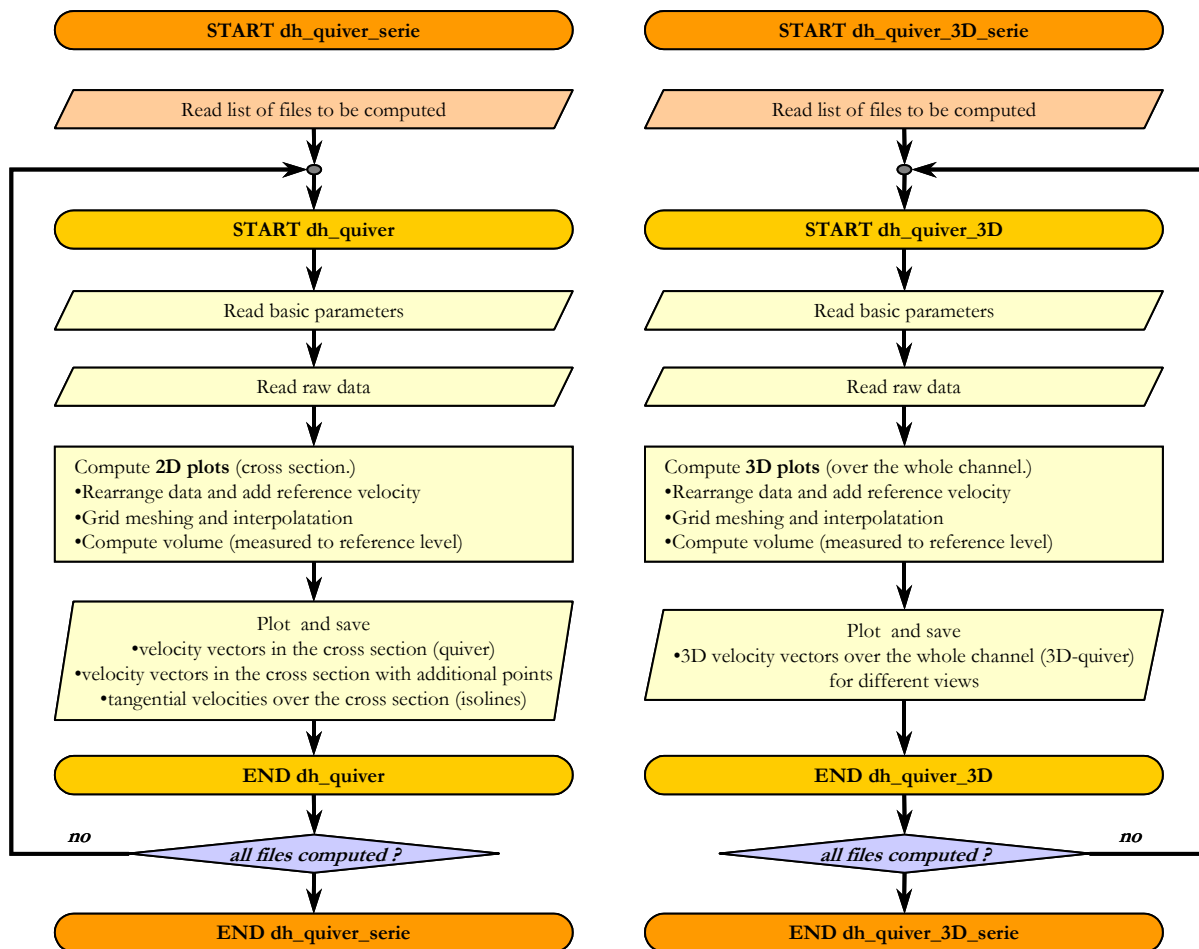 START dh_quiver_serie
Read list of files to be computed
START dh_quiver
Read basic parameters
Read raw data
Compute 2D plots (cross section.)
•Rearrange data and add reference velocity
•Grid meshing and interpolatation
•Compute volume (measured to reference level)
Plot and save
•velocity vectors in the cross section (quiver)
•velocity vectors in the cross section with additional points
•tangential velocities over the cross section (isolines)
END dh_quiver
no
all files computed ?
END dh_quiver_serie
START dh_quiver_3D_serie
Read list of files to be computed
START dh_quiver_3D
Read basic parameters
Read raw data
Compute 3D plots (over the whole channel.)
•Rearrange data and add reference velocity
•Grid meshing and interpolatation
•Compute volume (measured to reference level)
Plot and save
•3D velocity vectors over the whole channel (3D-quiver)
for different views
END dh_quiver_3D
no
all files computed ?
END dh_quiver_3D_serie